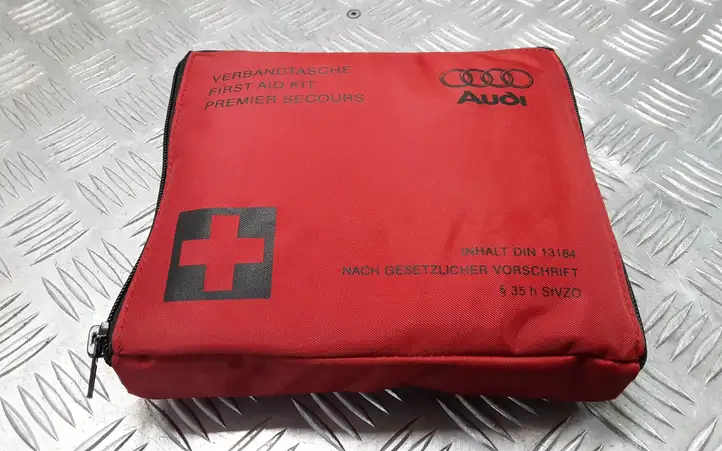 VERBANDTASCHE
FIRST AID KIT
PREMIER SECOURS
Audi
INHALT DIN 13164
NACH GESETZLICHER VORSCHRIFT
§ 35 h StVZO